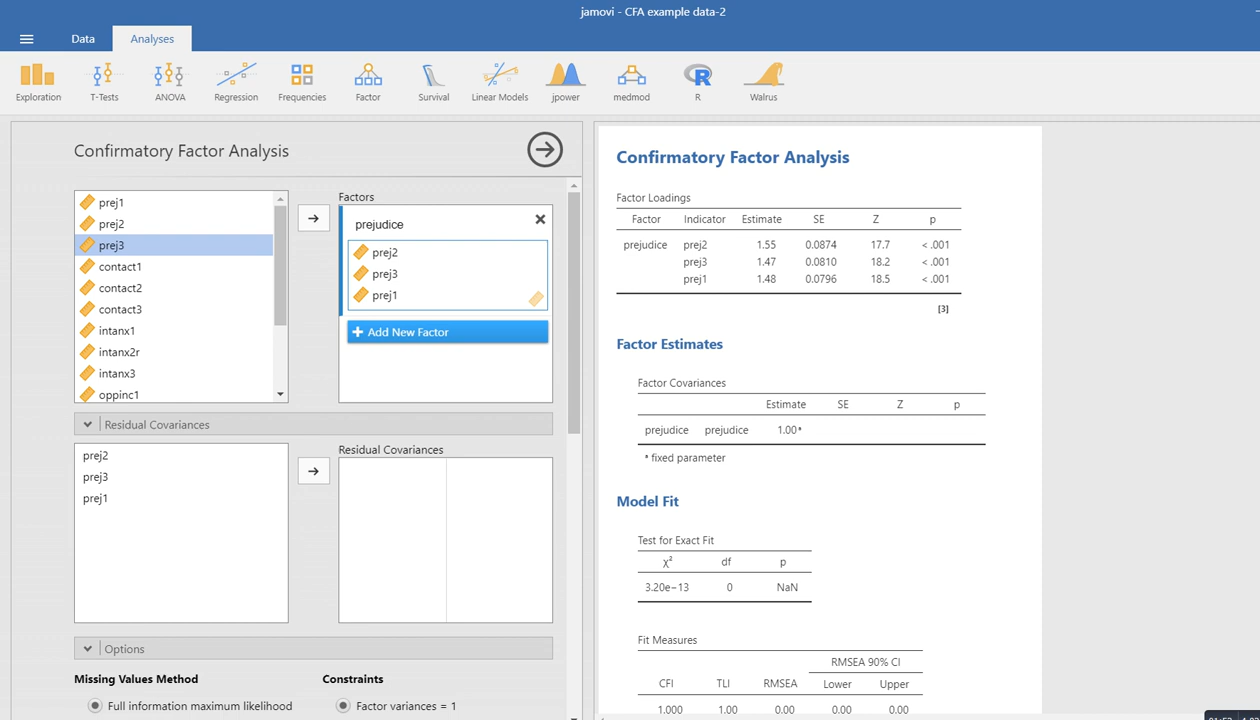 jamovi - CFA example data-2
Data Analyses
Exploration T-Tests ANOVA Regression Frequencies Factor Survival Linear Models jpower medmod R Walrus
Confirmatory Factor Analysis
prej1
prej2
prej3
contact1
contact2
contact3
intanx1
intanx2r
intanx3
oppinc1
Factors
prejudice
prej2
prej3
prej1
+ Add New Factor
Residual Covariances
prej2
prej3
prej1
Residual Covariances
Options
Missing Values Method
Full information maximum likelihood
Constraints
Factor variances = 1
Confirmatory Factor Analysis
Factor Loadings
Factor Indicator Estimate SE Z p
prejudice prej2 1.55 0.0874 17.7 < .001
prej3 1.47 0.0810 18.2 < .001
prej1 1.48 0.0796 18.5 < .001
[3]
Factor Estimates
Factor Covariances
Estimate SE Z p
prejudice prejudice 1.00ᵃ
ᵃ fixed parameter
Model Fit
Test for Exact Fit
χ² df p
3.20e−13 0 NaN
Fit Measures
RMSEA 90% CI
CFI TLI RMSEA Lower Upper
1.000 1.00 0.00 0.00 0.00